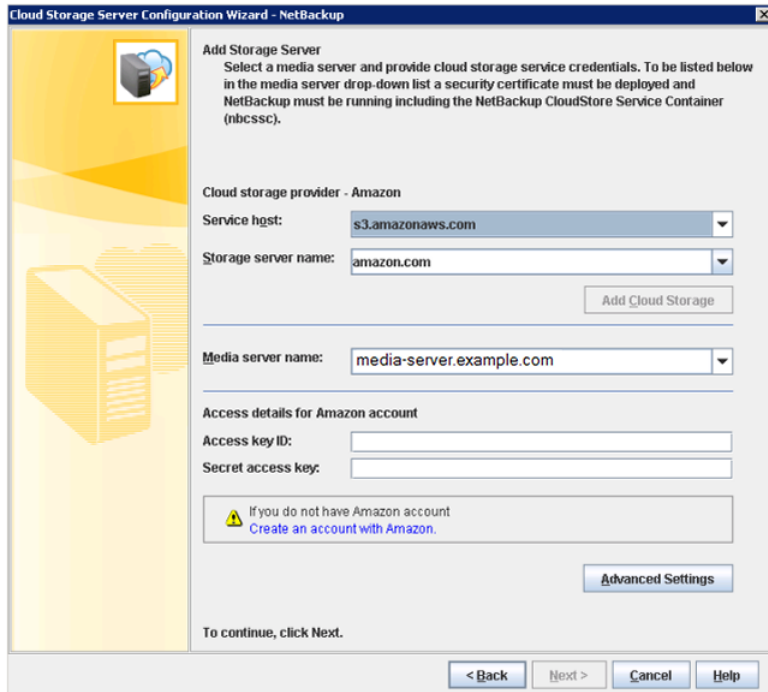 Cloud Storage Server Configuration Wizard - NetBackup
Add Storage Server
Select a media server and provide cloud storage service credentials. To be listed below
in the media server drop-down list a security certificate must be deployed and
NetBackup must be running including the NetBackup CloudStore Service Container
(nbcssc).
Cloud storage provider - Amazon
Service host: s3.amazonaws.com
Storage server name: amazon.com
Add Cloud Storage
Media server name: media-server.example.com
Access details for Amazon account
Access key ID:
Secret access key:
If you do not have Amazon account
Create an account with Amazon.
Advanced Settings
To continue, click Next.
< Back Next > Cancel Help